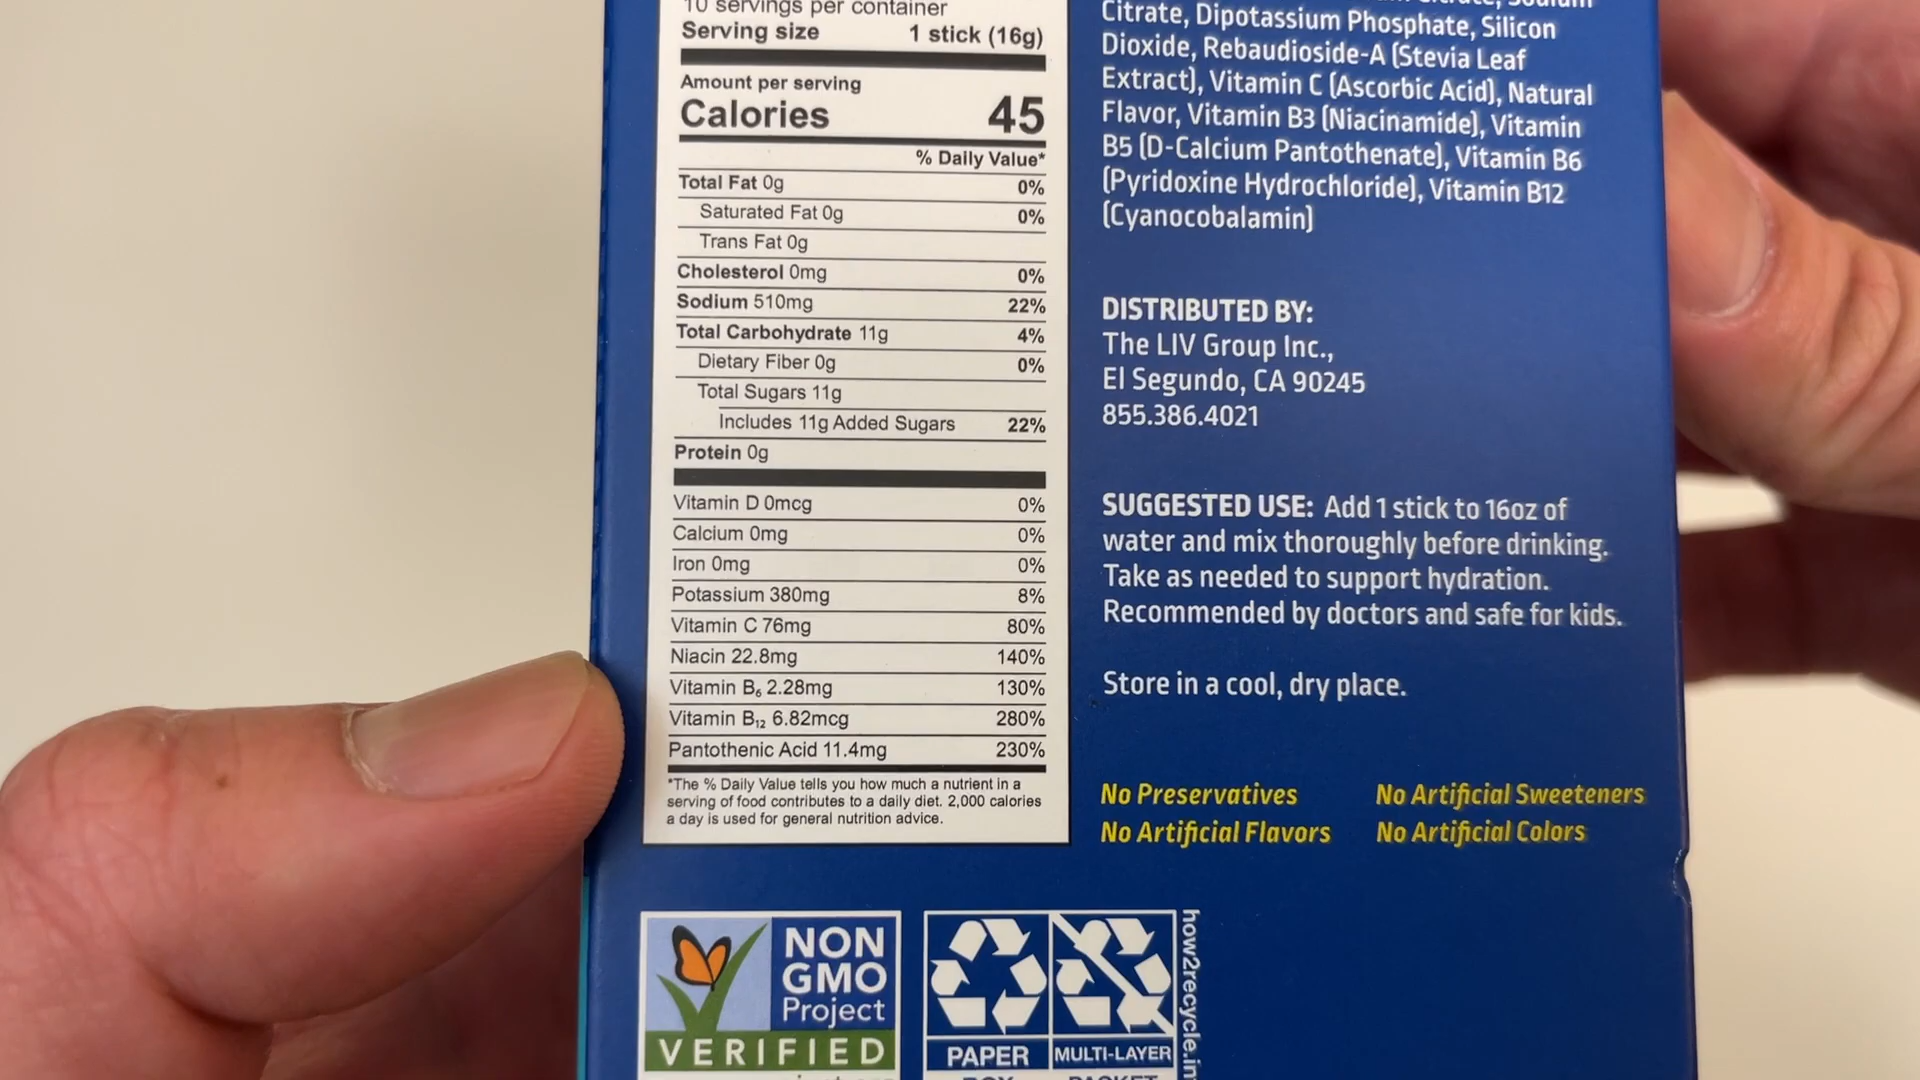 10 servings per container
Serving size 1 stick (16g)
Amount per serving
Calories 45
% Daily Value*
Total Fat 0g 0%
Saturated Fat 0g 0%
Trans Fat 0g
Cholesterol 0mg 0%
Sodium 510mg 22%
Total Carbohydrate 11g 4%
Dietary Fiber 0g 0%
Total Sugars 11g
Includes 11g Added Sugars 22%
Protein 0g
Vitamin D 0mcg 0%
Calcium 0mg 0%
Iron 0mg 0%
Potassium 380mg 8%
Vitamin C 76mg 80%
Niacin 22.8mg 140%
Vitamin B₆ 2.28mg 130%
Vitamin B₁₂ 6.82mcg 280%
Pantothenic Acid 11.4mg 230%
*The % Daily Value tells you how much a nutrient in a
serving of food contributes to a daily diet. 2,000 calories
a day is used for general nutrition advice.
Citrate, Dipotassium Phosphate, Silicon
Dioxide, Rebaudioside-A (Stevia Leaf
Extract), Vitamin C (Ascorbic Acid), Natural
Flavor, Vitamin B3 (Niacinamide), Vitamin
B5 (D-Calcium Pantothenate), Vitamin B6
(Pyridoxine Hydrochloride), Vitamin B12
(Cyanocobalamin)
DISTRIBUTED BY:
The LIV Group Inc.,
El Segundo, CA 90245
855.386.4021
SUGGESTED USE: Add 1 stick to 16oz of
water and mix thoroughly before drinking.
Take as needed to support hydration.
Recommended by doctors and safe for kids.
Store in a cool, dry place.
No Preservatives No Artificial Sweeteners
No Artificial Flavors No Artificial Colors
NON
GMO
Project
VERIFIED
PAPER
BOX
MULTI-LAYER
PACKET
how2recycle.in